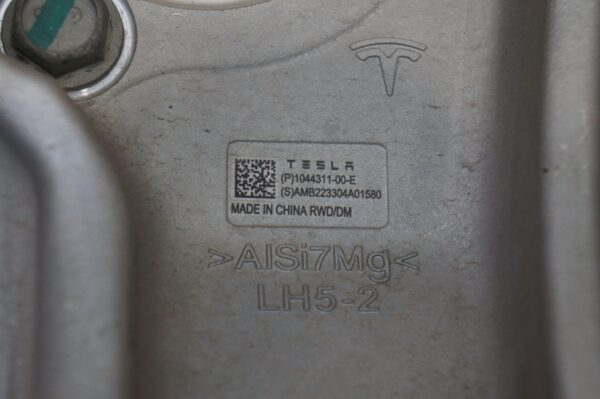 TESLA
(P)1044311-00-E
(S)AMB223304A01580
MADE IN CHINA RWD/DM
>AlSi7Mg<
LH5-2